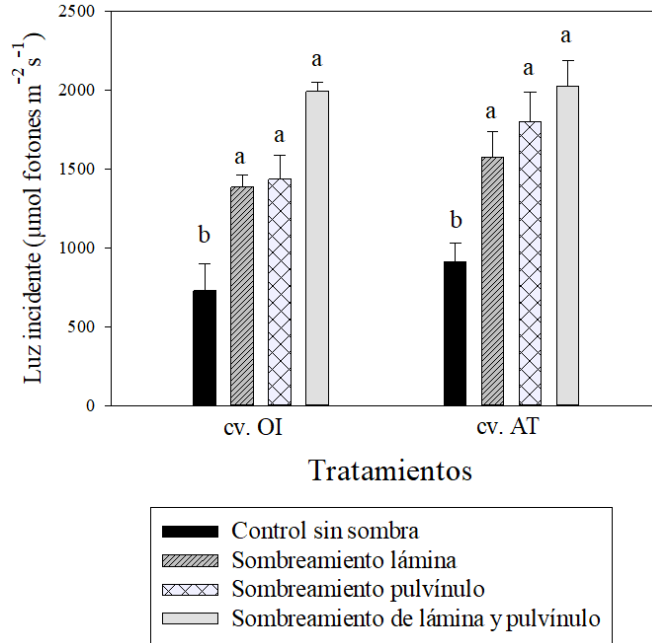 2500
2000
1500
1000
500
0
Luz incidente (µmol fotones m⁻² s⁻¹)
b
a
a
a
b
a
a
a
cv. OI
cv. AT
Tratamientos
Control sin sombra
Sombreamiento lámina
Sombreamiento pulvínulo
Sombreamiento de lámina y pulvínulo